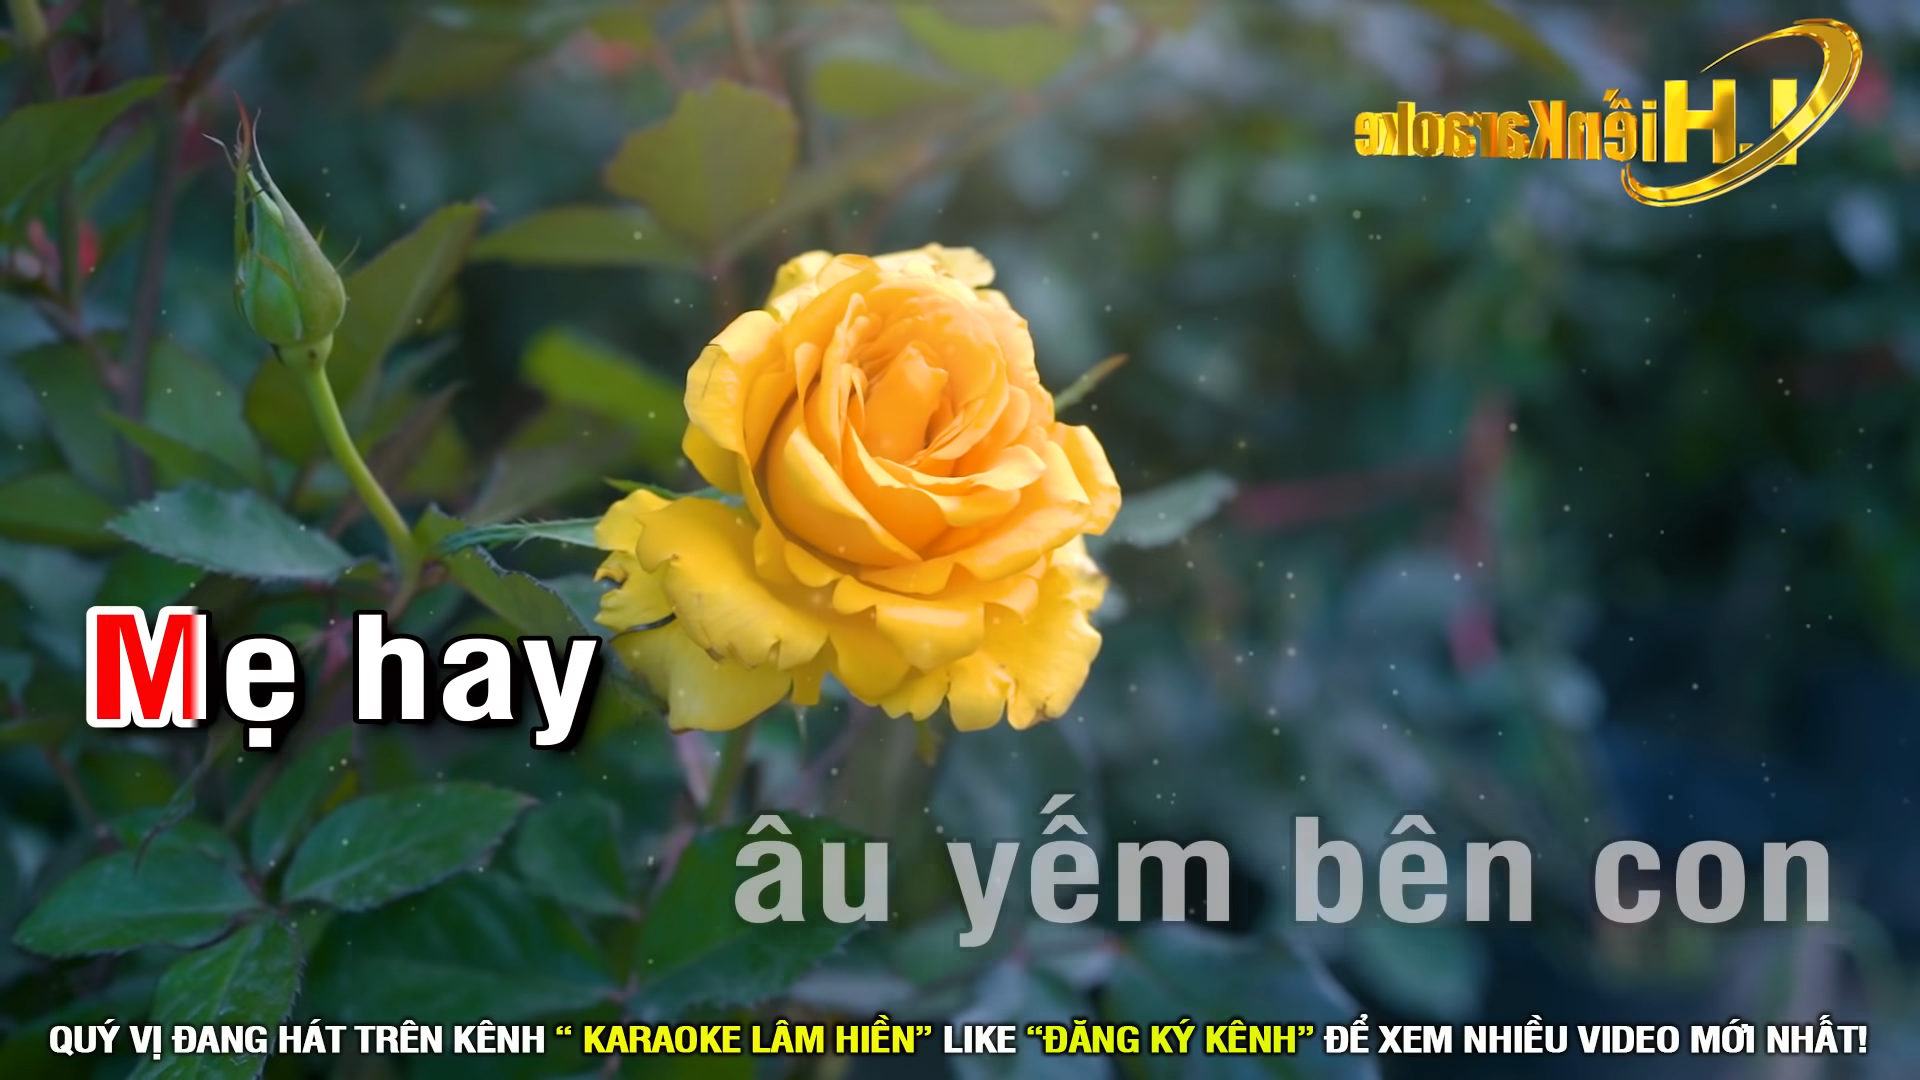 L.HiềnKaraoke
Mẹ hay
âu yếm bên con
QUÝ VỊ ĐANG HÁT TRÊN KÊNH “ KARAOKE LÂM HIỀN” LIKE “ĐĂNG KÝ KÊNH” ĐỂ XEM NHIỀU VIDEO MỚI NHẤT!